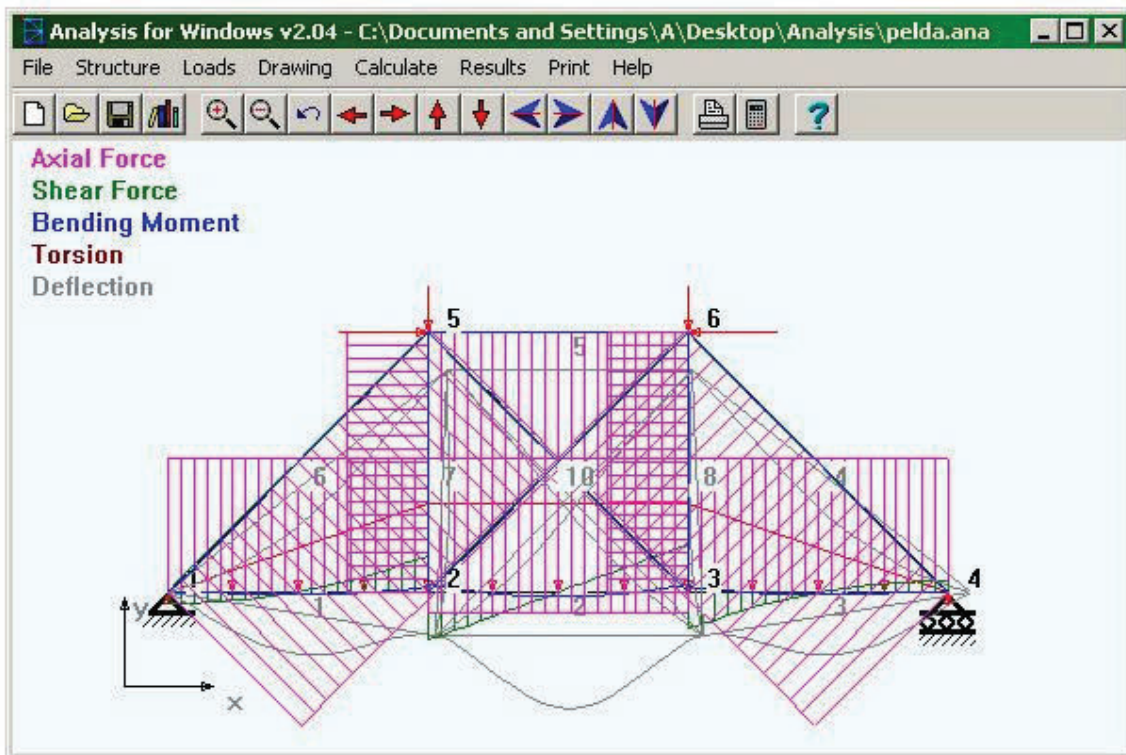 Analysis for Windows v2.04 - C:\Documents and Settings\A\Desktop\Analysis\pelda.ana
File Structure Loads Drawing Calculate Results Print Help
?
Axial Force
Shear Force
Bending Moment
Torsion
Deflection
5 6
5
6 7 10 8 4
1 2 3 4
y 1 2 3
x